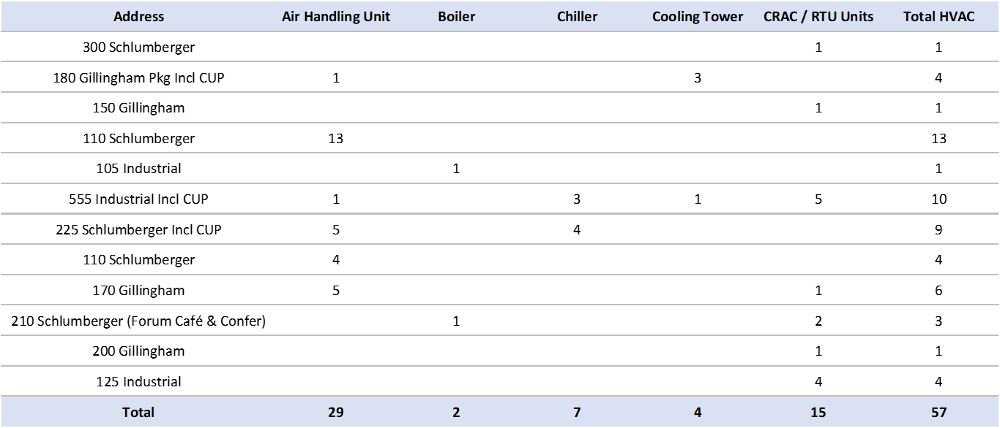 Address Air Handling Unit Boiler Chiller Cooling Tower CRAC / RTU Units Total HVAC
300 Schlumberger 1 1
180 Gillingham Pkg Incl CUP 1 3 4
150 Gillingham 1 1
110 Schlumberger 13 13
105 Industrial 1 1
555 Industrial Incl CUP 1 3 1 5 10
225 Schlumberger Incl CUP 5 4 9
110 Schlumberger 4 4
170 Gillingham 5 1 6
210 Schlumberger (Forum Café & Confer) 1 2 3
200 Gillingham 1 1
125 Industrial 4 4
Total 29 2 7 4 15 57